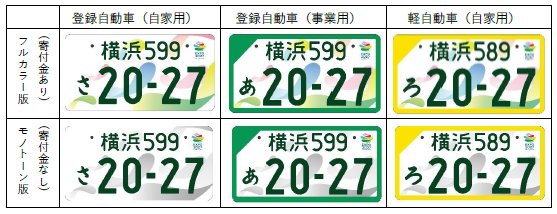 登録自動車（自家用）
登録自動車（事業用）
軽自動車（自家用）
フルカラー版
（寄付金あり）
横浜599
さ20-27
横浜599
あ20-27
横浜589
ろ20-27
モノトーン版
（寄付金なし）
横浜599
さ20-27
横浜599
あ20-27
横浜589
ろ20-27